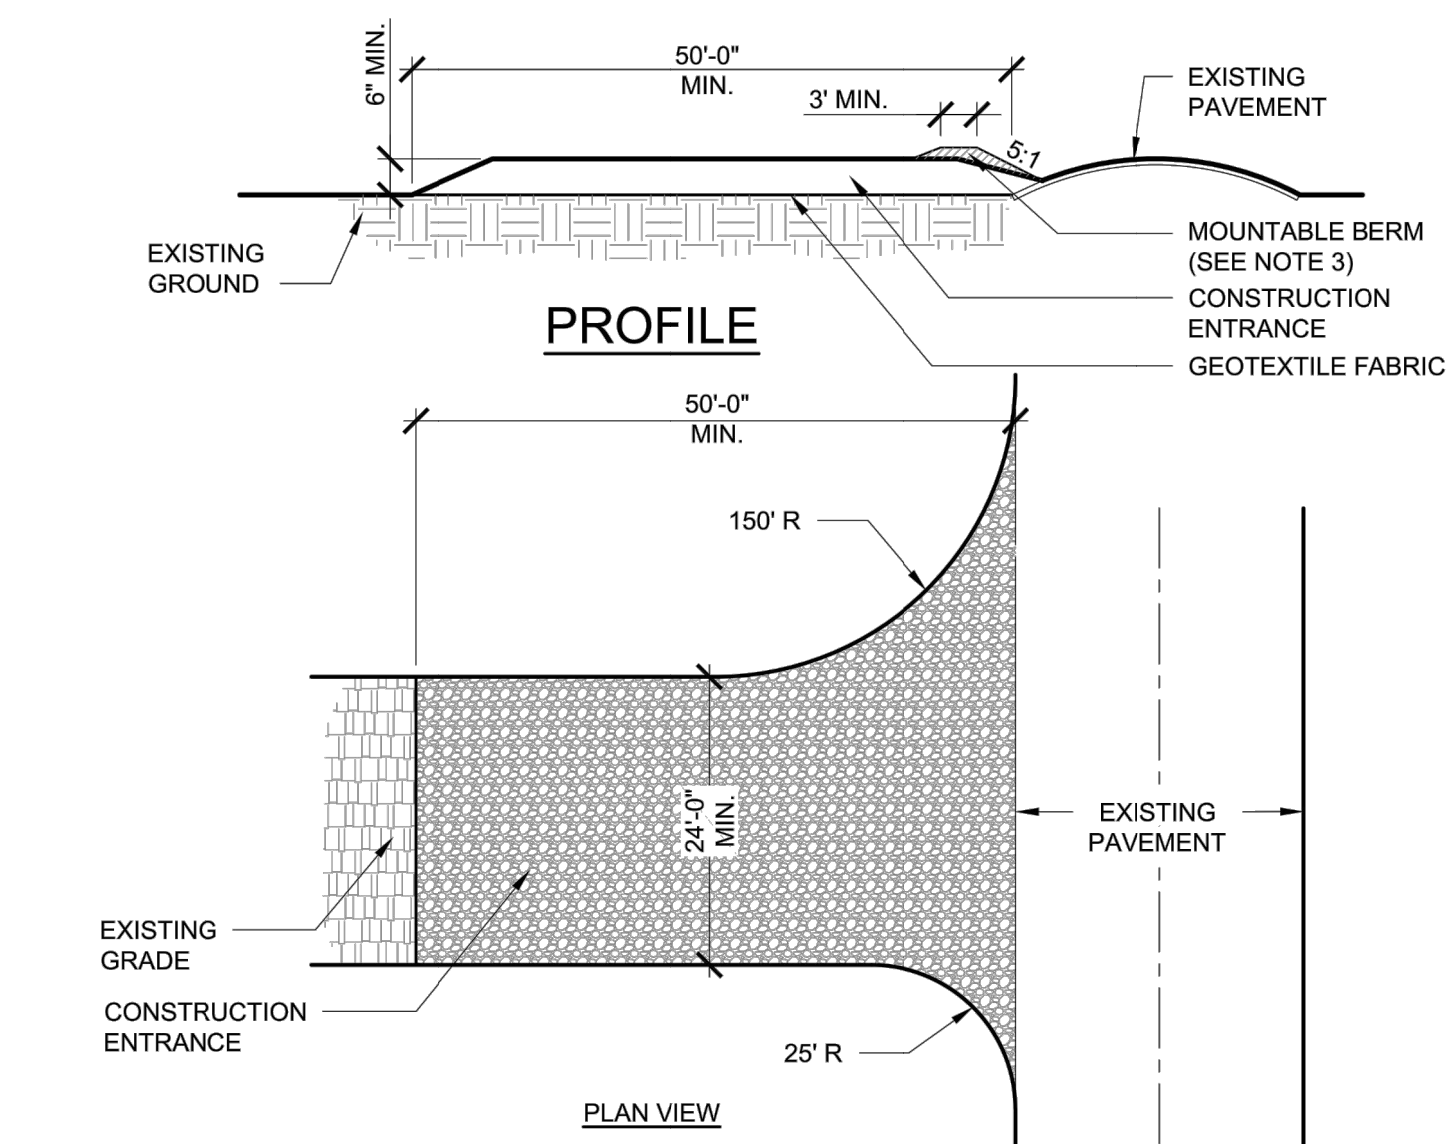 6" MIN.
50'-0"
MIN.
3' MIN.
5:1
EXISTING
PAVEMENT
EXISTING
GROUND
MOUNTABLE BERM
(SEE NOTE 3)
CONSTRUCTION
ENTRANCE
GEOTEXTILE FABRIC
PROFILE
50'-0"
MIN.
150' R
24'-0"
MIN.
EXISTING
PAVEMENT
EXISTING
GRADE
CONSTRUCTION
ENTRANCE
25' R
PLAN VIEW